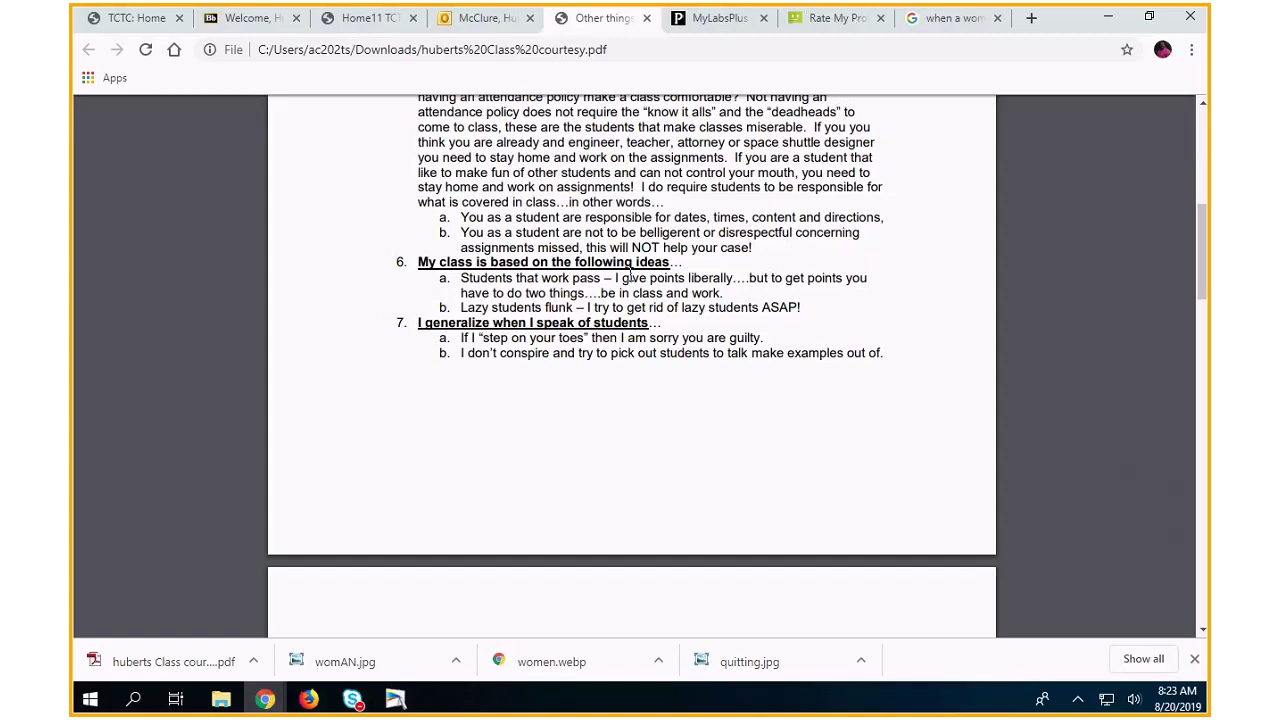 TCTC: Home
Welcome, H
Home11 TCT
McClure, Hu
Other things
MyLabsPlus
Rate My Pro
when a wom
File
C:/Users/ac202ts/Downloads/huberts%20Class%20courtesy.pdf
Apps
having an attendance policy make a class comfortable? Not having an
attendance policy does not require the “know it alls” and the “deadheads” to
come to class, these are the students that make classes miserable. If you you
think you are already and engineer, teacher, attorney or space shuttle designer
you need to stay home and work on the assignments. If you are a student that
like to make fun of other students and can not control your mouth, you need to
stay home and work on assignments! I do require students to be responsible for
what is covered in class…in other words…
a. You as a student are responsible for dates, times, content and directions,
b. You as a student are not to be belligerent or disrespectful concerning
assignments missed, this will NOT help your case!
6. My class is based on the following ideas…
a. Students that work pass – I give points liberally….but to get points you
have to do two things….be in class and work.
b. Lazy students flunk – I try to get rid of lazy students ASAP!
7. I generalize when I speak of students…
a. If I “step on your toes” then I am sorry you are guilty.
b. I don’t conspire and try to pick out students to talk make examples out of.
huberts Class cour....pdf
womAN.jpg
women.webp
quitting.jpg
Show all
8:23 AM
8/20/2019